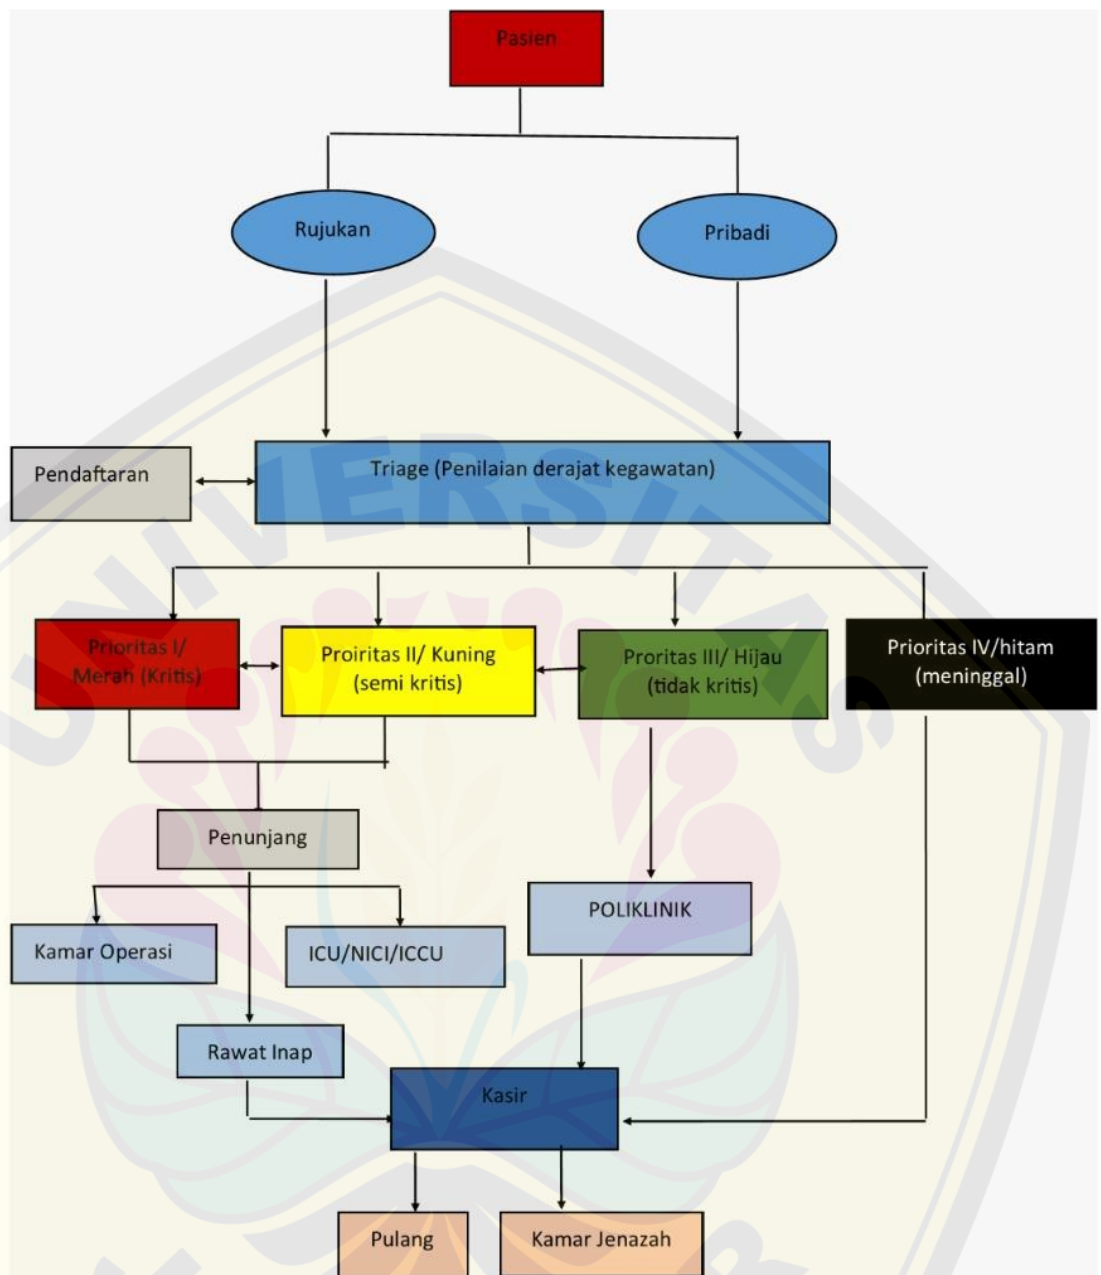 Pasien
Rujukan
Pribadi
Pendaftaran
Triage (Penilaian derajat kegawatan)
Prioritas I/
Merah (Kritis)
Proiritas II/ Kuning
(semi kritis)
Proritas III/ Hijau
(tidak kritis)
Prioritas IV/hitam
(meninggal)
Penunjang
POLIKLINIK
Kamar Operasi
ICU/NICI/ICCU
Rawat Inap
Kasir
Pulang
Kamar Jenazah
UNIVERSITAS